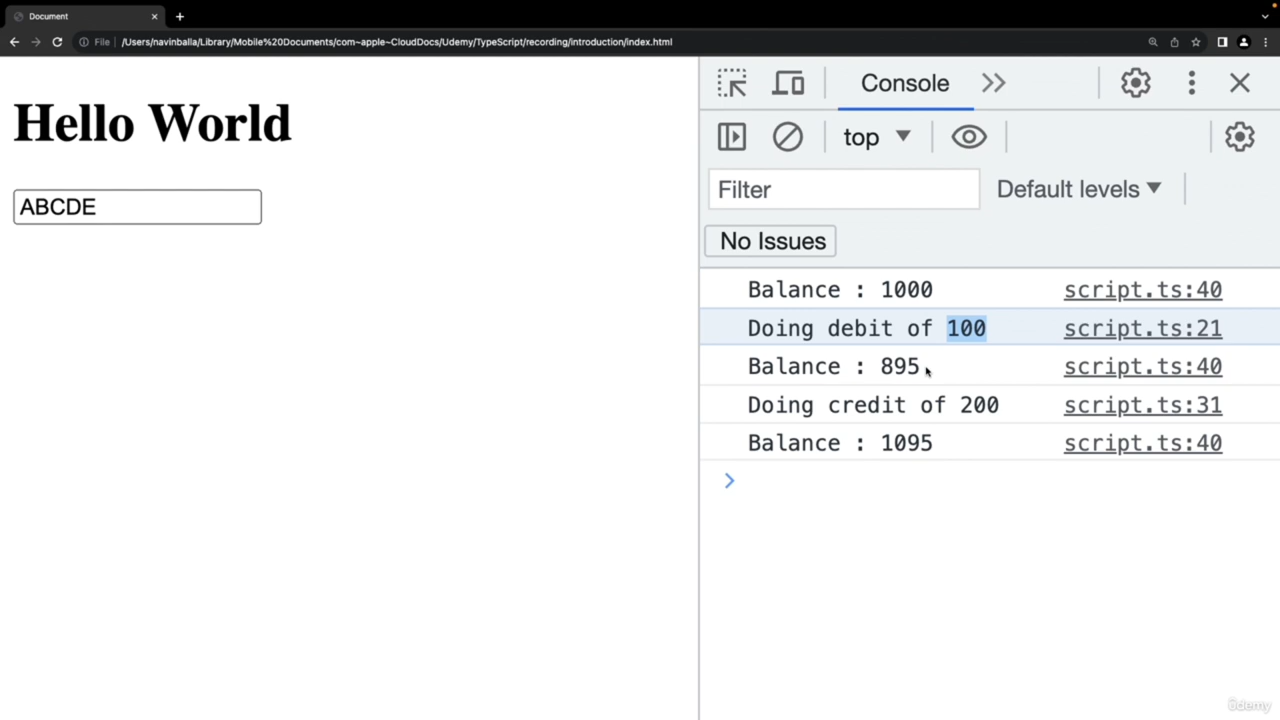 Document
File /Users/navinballa/Library/Mobile%20Documents/com~apple~CloudDocs/Udemy/TypeScript/recording/introduction/index.html
Hello World
ABCDE
Console
top
Filter Default levels
No Issues
Balance : 1000 script.ts:40
Doing debit of 100 script.ts:21
Balance : 895 script.ts:40
Doing credit of 200 script.ts:31
Balance : 1095 script.ts:40
ûdemy